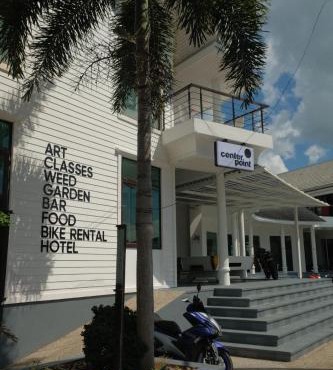 ART
CLASSES
WEED
GARDEN
BAR
FOOD
BIKE RENTAL
HOTEL
center
point